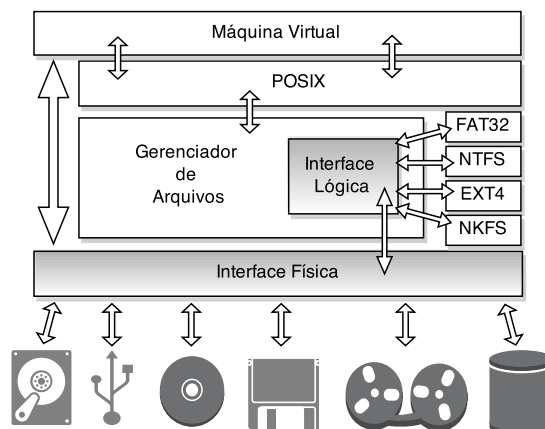 Máquina Virtual
POSIX
Gerenciador
de
Arquivos
Interface
Lógica
FAT32
NTFS
EXT4
NKFS
Interface Física